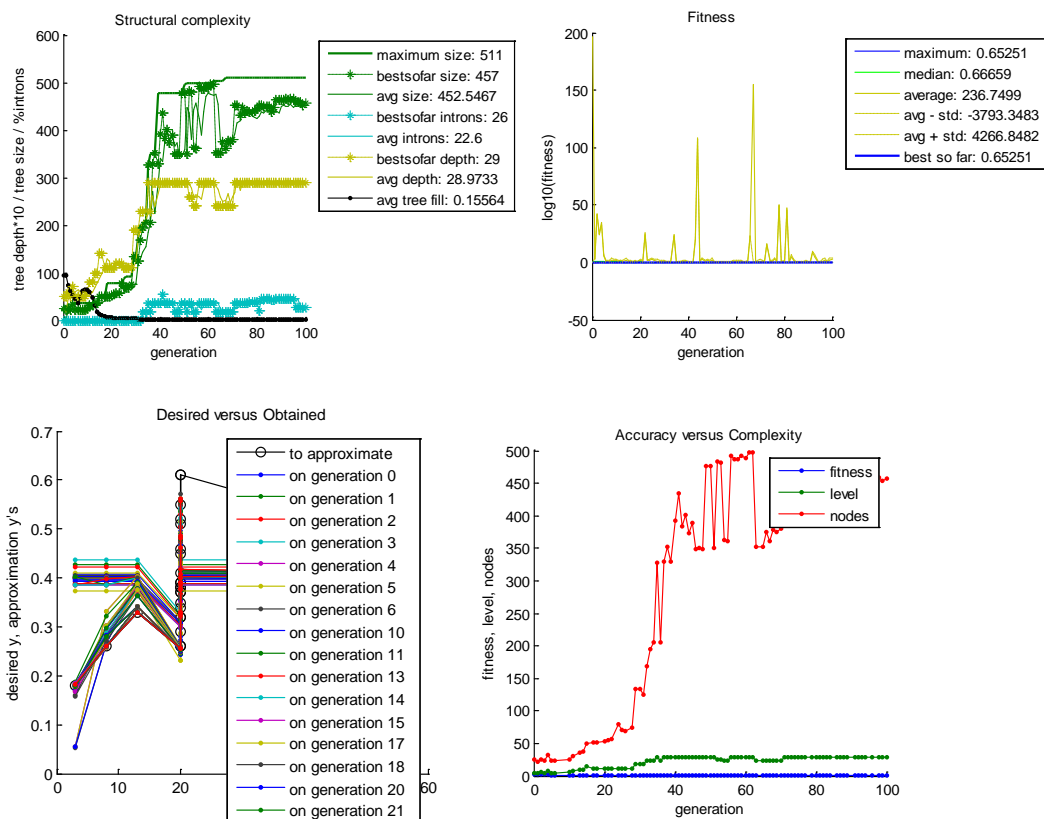 Structural complexity
600
500
400
300
200
100
0
0
20
40
60
80
100
generation
tree depth*10 / tree size / %introns
maximum size: 511
bestsofar size: 457
avg size: 452.5467
bestsofar introns: 26
avg introns: 22.6
bestsofar depth: 29
avg depth: 28.9733
avg tree fill: 0.15564
Fitness
200
150
100
50
0
-50
0
20
40
60
80
100
generation
log10(fitness)
maximum: 0.65251
median: 0.66659
average: 236.7499
avg - std: -3793.3483
avg + std: 4266.8482
best so far: 0.65251
Desired versus Obtained
0.7
0.6
0.5
0.4
0.3
0.2
0.1
0
0
10
20
60
desired y, approximation y's
to approximate
on generation 0
on generation 1
on generation 2
on generation 3
on generation 4
on generation 5
on generation 6
on generation 10
on generation 11
on generation 13
on generation 14
on generation 15
on generation 17
on generation 18
on generation 20
on generation 21
Accuracy versus Complexity
500
450
400
350
300
250
200
150
100
50
0
0
20
40
60
80
100
generation
fitness, level, nodes
fitness
level
nodes